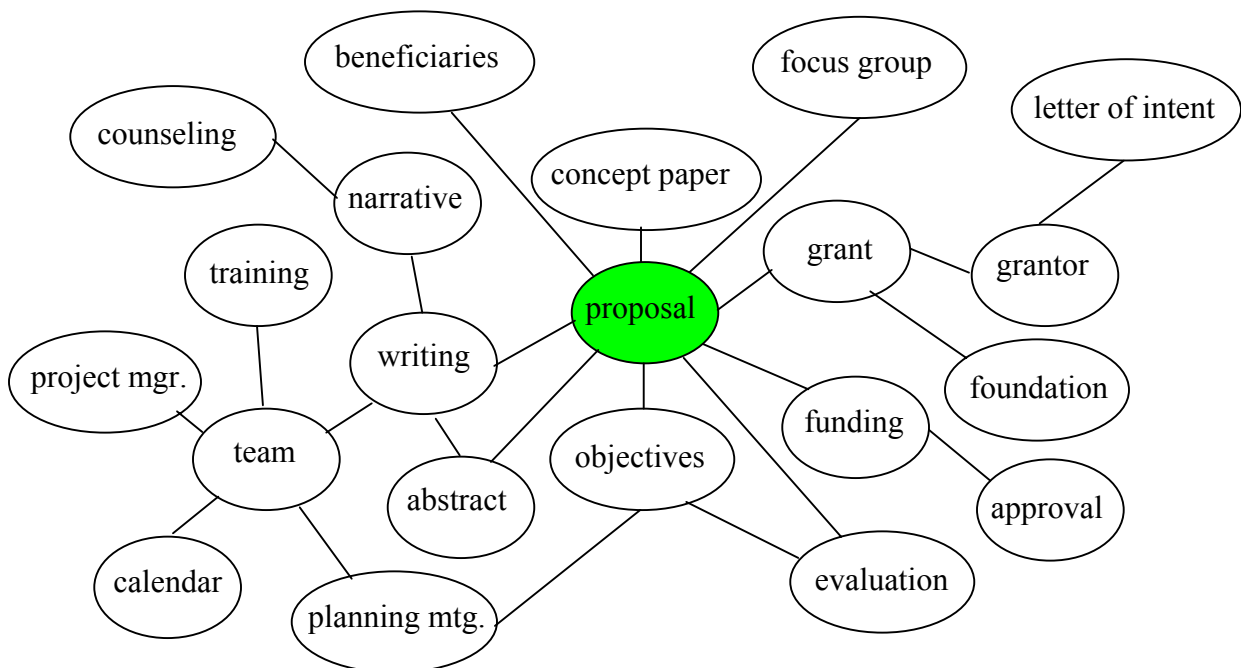 beneficiaries
focus group
letter of intent
counseling
concept paper
narrative
grant
grantor
training
proposal
writing
project mgr.
foundation
funding
team
objectives
abstract
approval
calendar
evaluation
planning mtg.